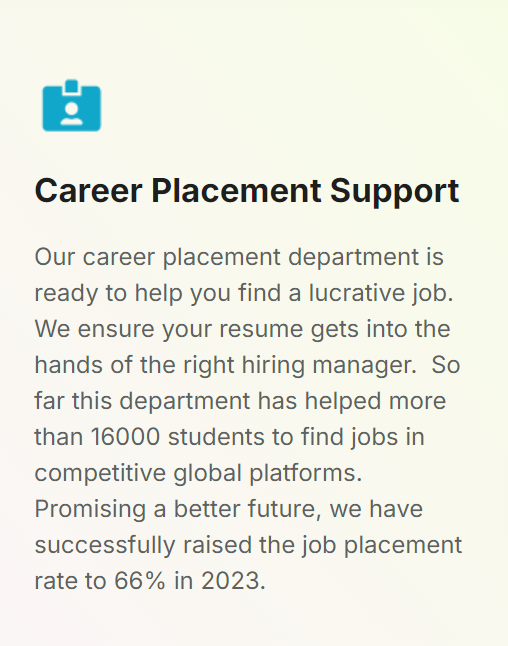 Career Placement Support
Our career placement department is
ready to help you find a lucrative job.
We ensure your resume gets into the
hands of the right hiring manager.  So
far this department has helped more
than 16000 students to find jobs in
competitive global platforms.
Promising a better future, we have
successfully raised the job placement
rate to 66% in 2023.